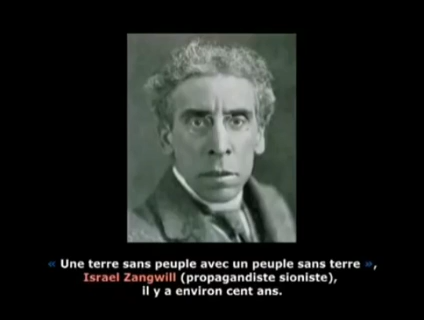 « Une terre sans peuple avec un peuple sans terre »,
Israel Zangwill (propagandiste sioniste),
il y a environ cent ans.